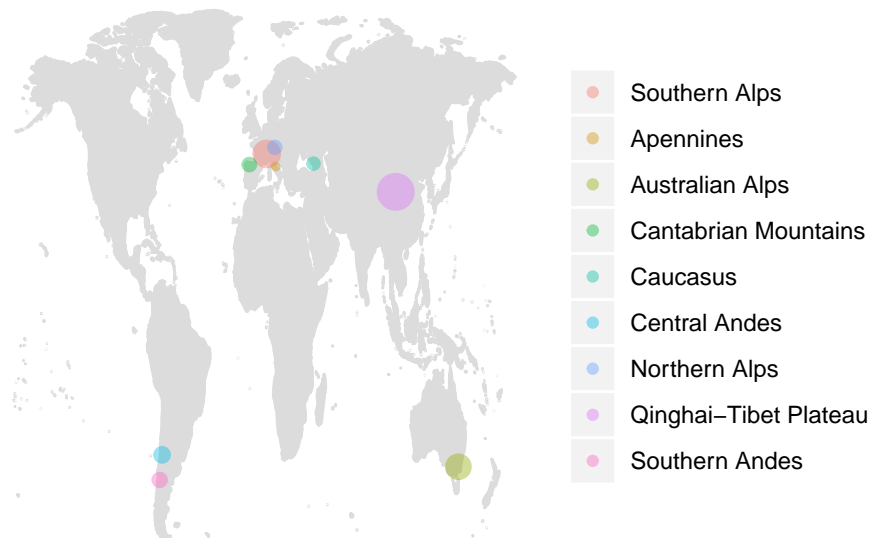 Southern Alps
Apennines
Australian Alps
Cantabrian Mountains
Caucasus
Central Andes
Northern Alps
Qinghai−Tibet Plateau
Southern Andes